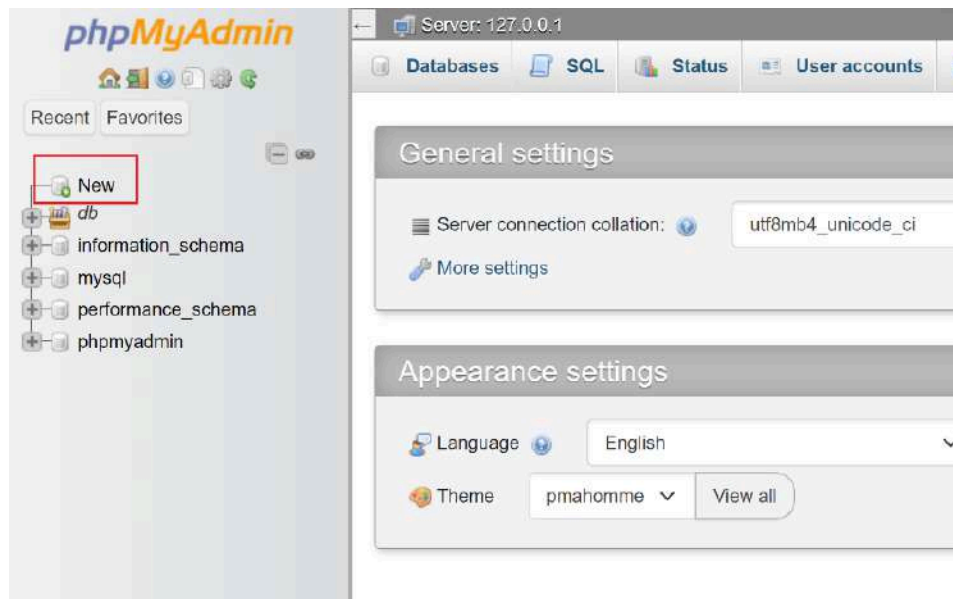 phpMyAdmin
Recent Favorites
New
db
information_schema
mysql
performance_schema
phpmyadmin
Server: 127.0.0.1
Databases SQL Status User accounts
General settings
Server connection collation: utf8mb4_unicode_ci
More settings
Appearance settings
Language English
Theme pmahomme View all